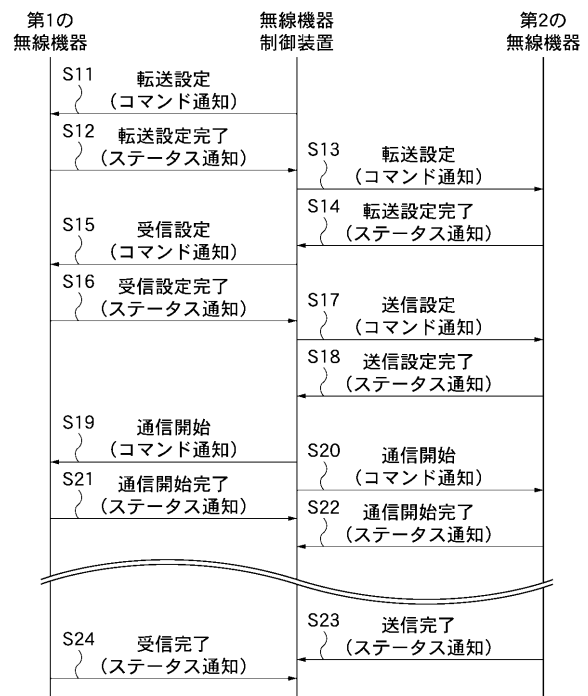 第1の
無線機器
無線機器
制御装置
第2の
無線機器
S11
転送設定
(コマンド通知)
S12
転送設定完了
(ステータス通知)
S13
転送設定
(コマンド通知)
S14
転送設定完了
(ステータス通知)
S15
受信設定
(コマンド通知)
S16
受信設定完了
(ステータス通知)
S17
送信設定
(コマンド通知)
S18
送信設定完了
(ステータス通知)
S19
通信開始
(コマンド通知)
S20
通信開始
(コマンド通知)
S21
通信開始完了
(ステータス通知)
S22
通信開始完了
(ステータス通知)
S23
送信完了
(ステータス通知)
S24
受信完了
(ステータス通知)